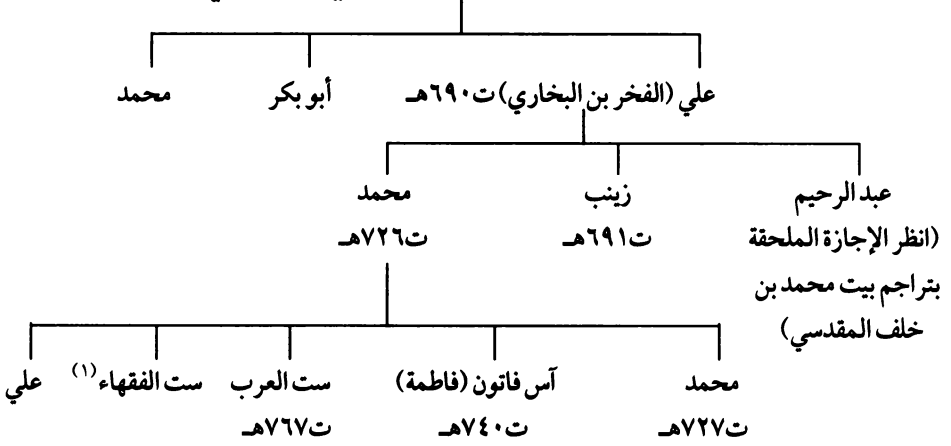 علي (الفخر بن البخاري) ت٦٩٠هـ أبو بكر محمد
عبد الرحيم زينب محمد
(انظر الإجازة الملحقة ت٦٩١هـ ت٧٢٦هـ
بتراجم بيت محمد بن
خلف المقدسي)
محمد آس فاتون (فاطمة) ست العرب ست الفقهاء(١) علي
ت٧٢٧هـ ت٧٤٠هـ ت٧٦٧هـ